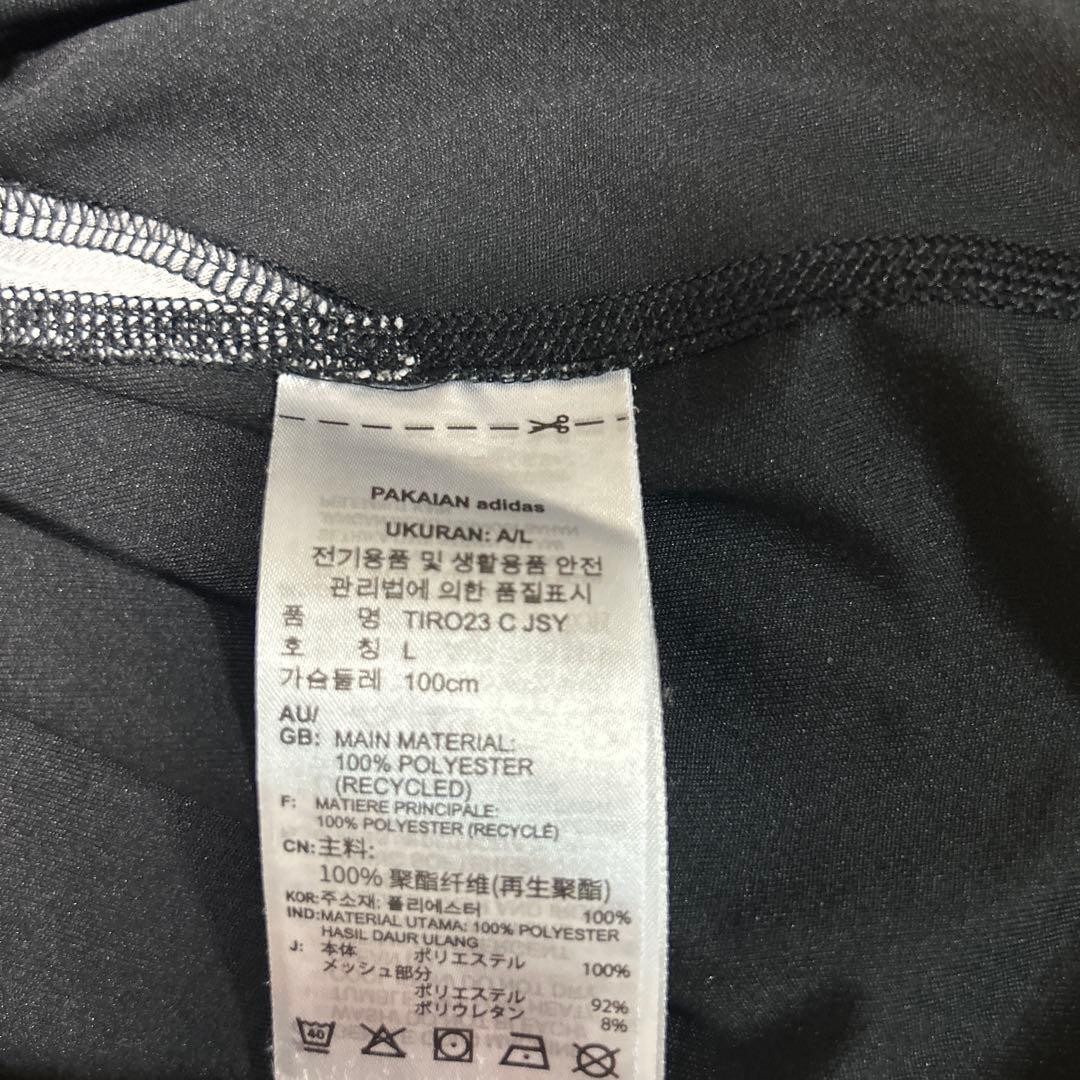 PAKAIAN adidas
UKURAN: A/L
전기용품 및 생활용품 안전
관리법에 의한 품질표시
품 명 TIRO23 C JSY
호 칭 L
가슴둘레 100cm
AU/
GB: MAIN MATERIAL:
100% POLYESTER
(RECYCLED)
F: MATIERE PRINCIPALE:
100% POLYESTER (RECYCLÉ)
CN: 主料:
100% 聚酯纤维(再生聚酯)
KOR: 주소재: 폴리에스터 100%
IND: MATERIAL UTAMA: 100% POLYESTER
HASIL DAUR ULANG
J: 本体 ポリエステル 100%
メッシュ部分
ポリエステル 92%
ポリウレタン 8%
40